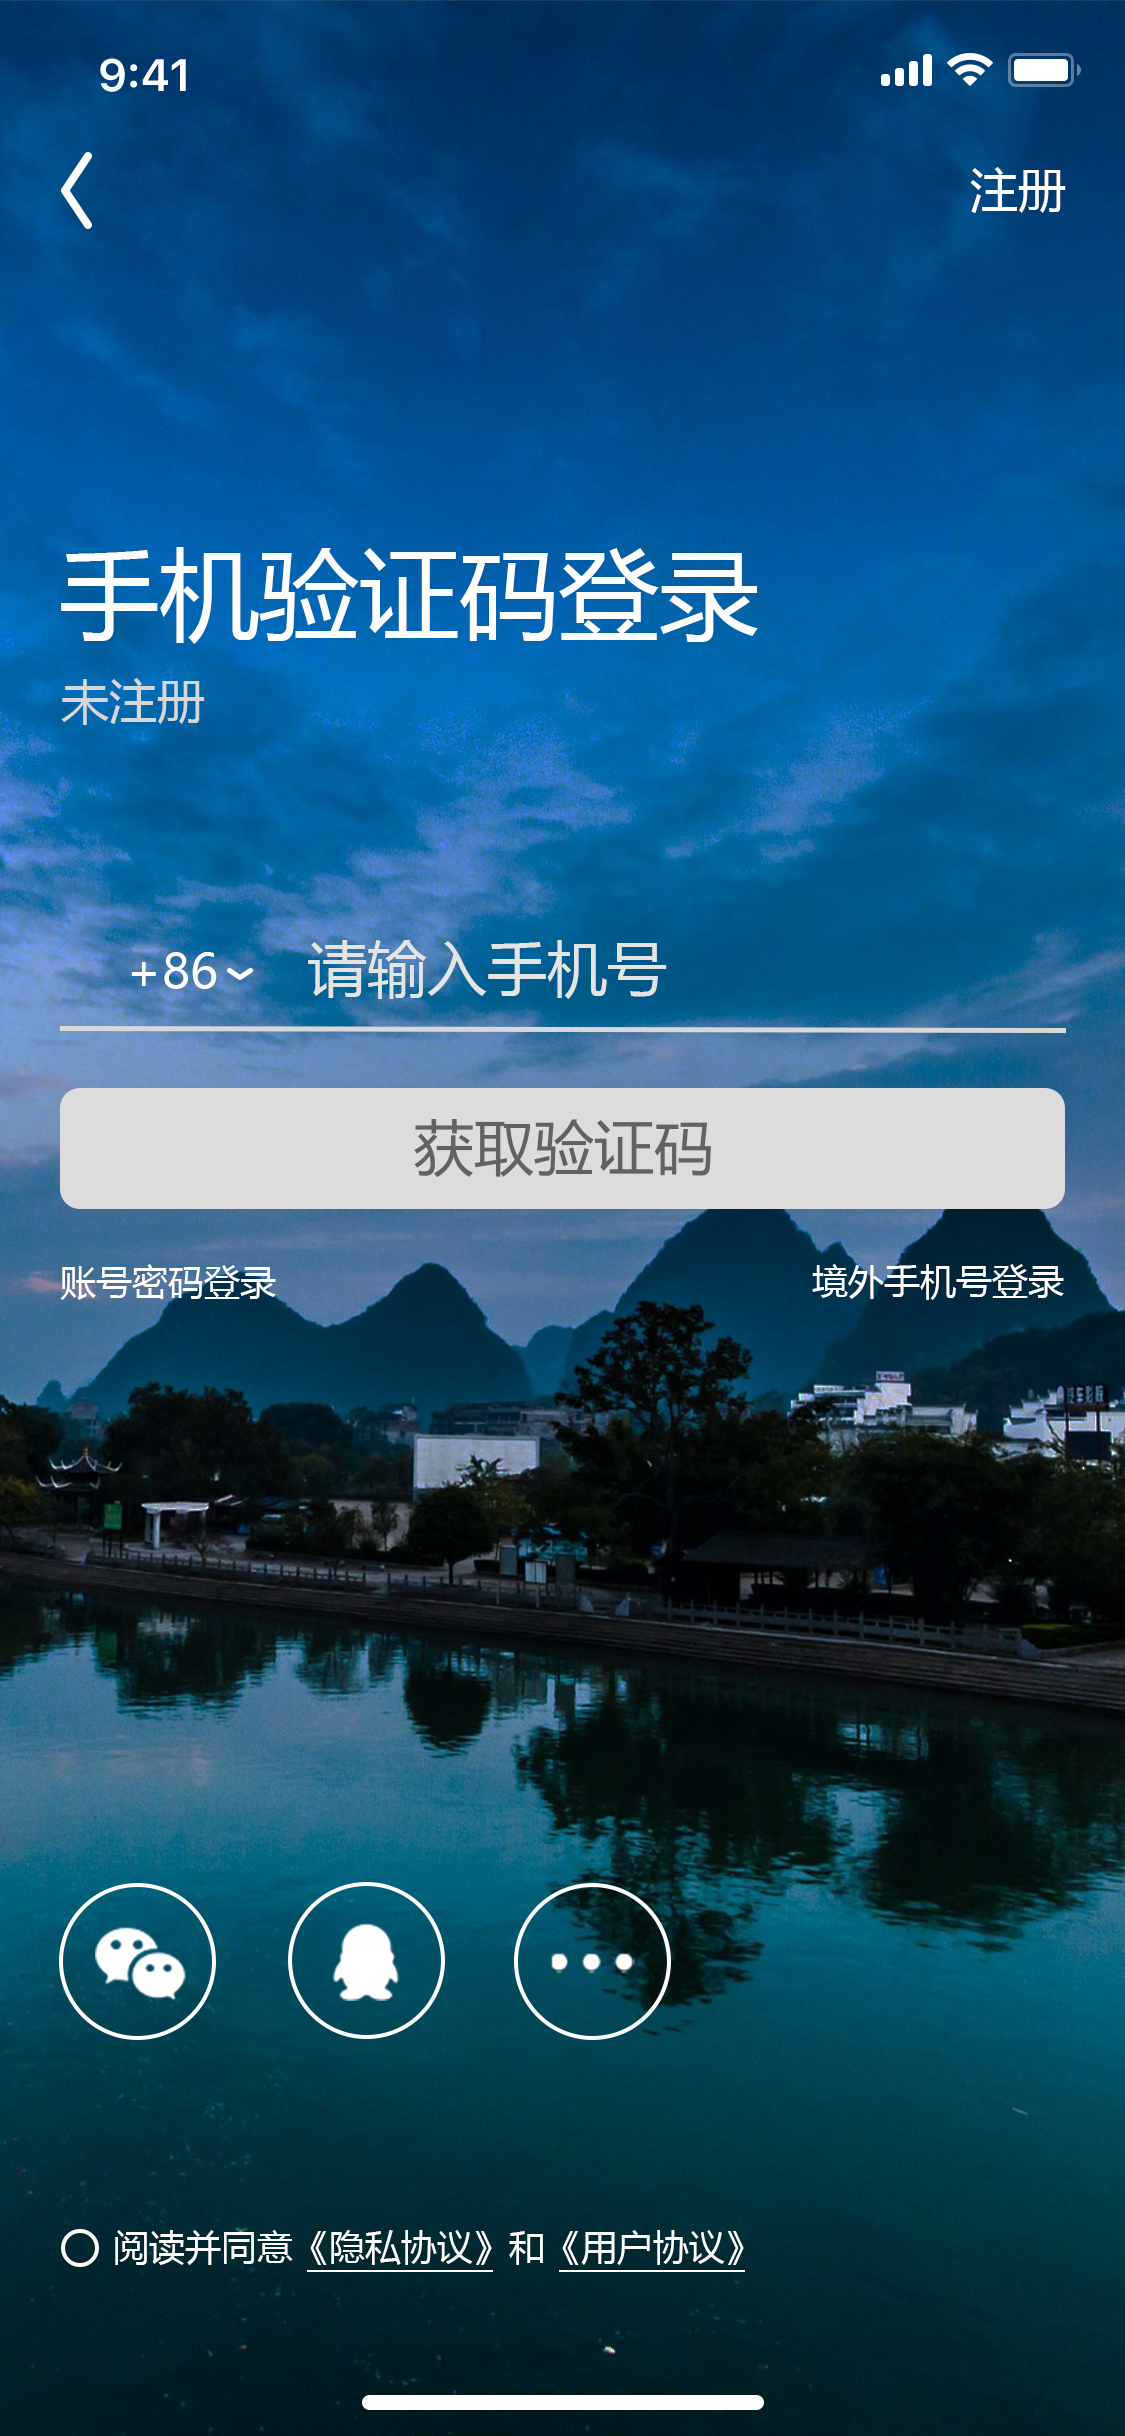 9:41
注册
手机验证码登录
未注册
+86 请输入手机号
获取验证码
账号密码登录 境外手机号登录
阅读并同意《隐私协议》和《用户协议》